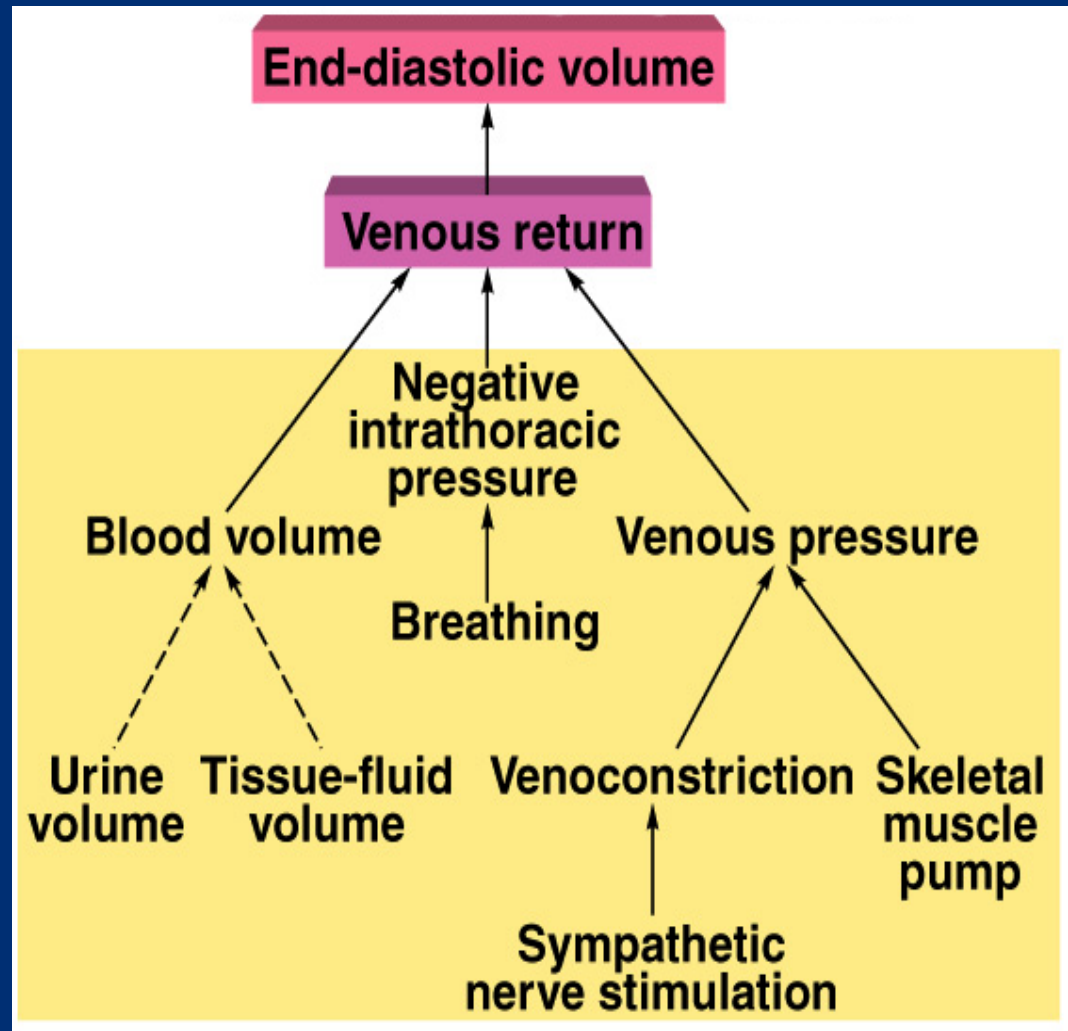 End-diastolic volume
Venous return
Negative
intrathoracic
pressure
Blood volume
Venous pressure
Breathing
Urine
volume
Tissue-fluid
volume
Venoconstriction
Skeletal
muscle
pump
Sympathetic
nerve stimulation